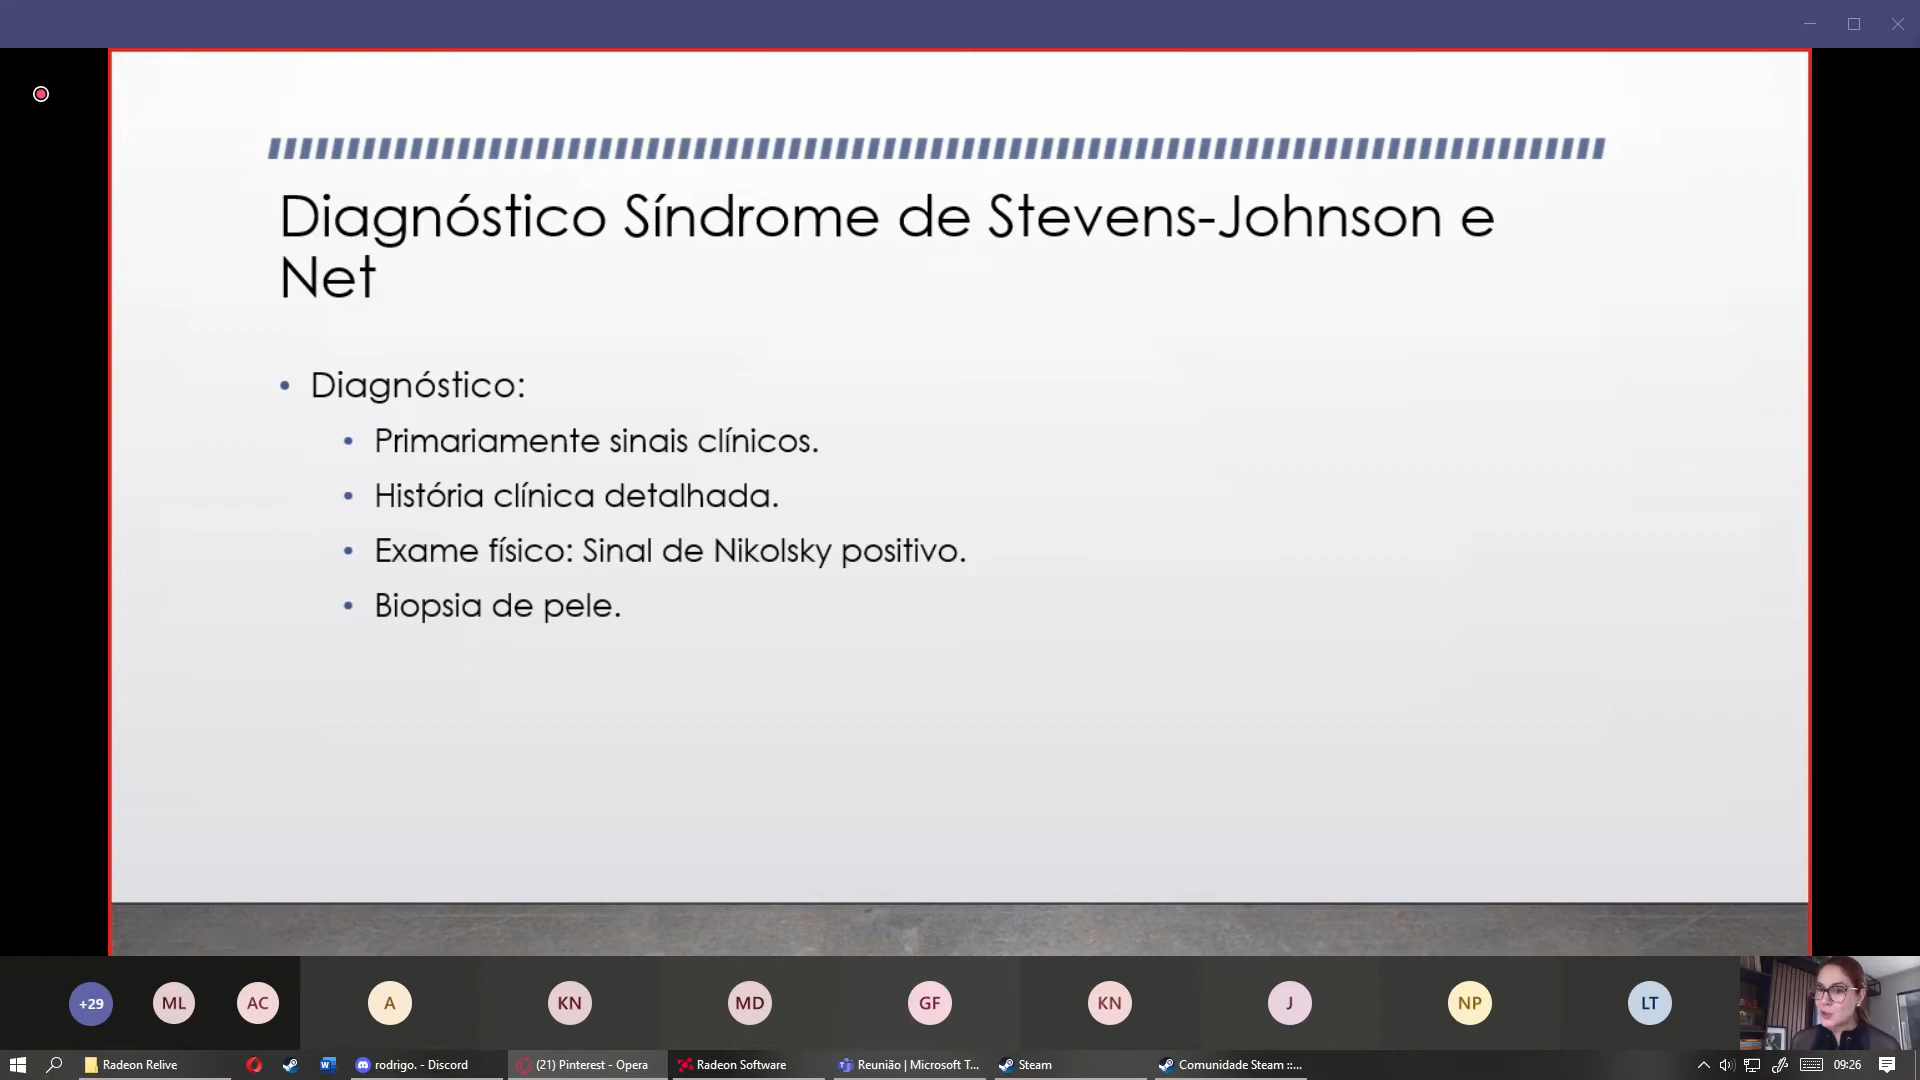 Diagnóstico Síndrome de Stevens-Johnson e
Net
• Diagnóstico:
• Primariamente sinais clínicos.
• História clínica detalhada.
• Exame físico: Sinal de Nikolsky positivo.
• Biopsia de pele.
+29 ML AC A KN MD GF KN J NP LT
Radeon Relive rodrigo. - Discord (21) Pinterest - Opera Radeon Software Reunião | Microsoft T... Steam Comunidade Steam ::... 09:26